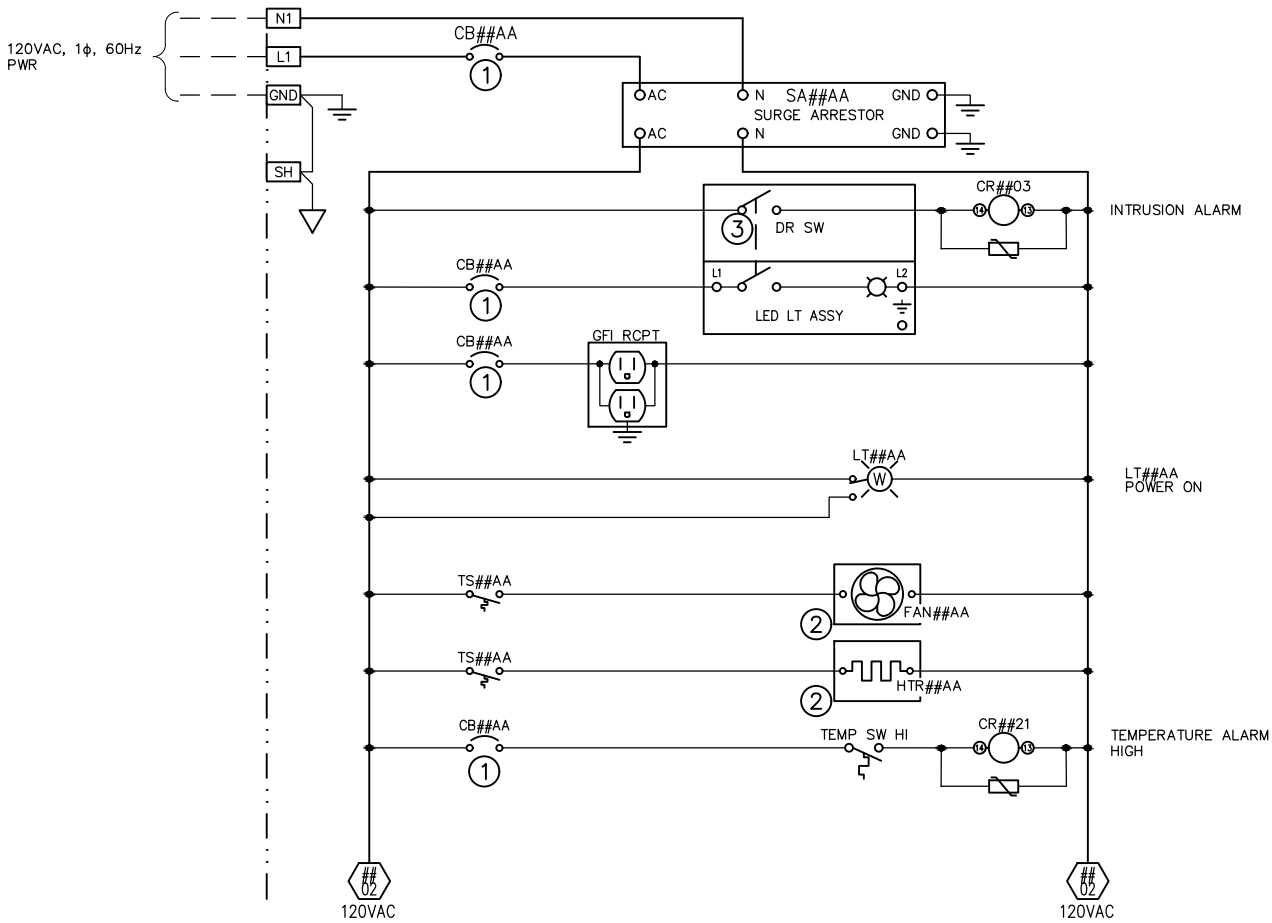 N1
120VAC, 1ϕ, 60Hz
PWR
L1
CB##AA
1
GND
AC N SA##AA GND
SURGE ARRESTOR
AC N GND
SH
CR##03
14 13
INTRUSION ALARM
3
DR SW
CB##AA
1
L1 L2
LED LT ASSY
CB##AA
1
GFI RCPT
LT##AA
W
LT##AA
POWER ON
TS##AA
FAN##AA
2
TS##AA
HTR##AA
2
CB##AA
1
TEMP SW HI
CR##21
14 13
TEMPERATURE ALARM
HIGH
##
02
120VAC
##
02
120VAC